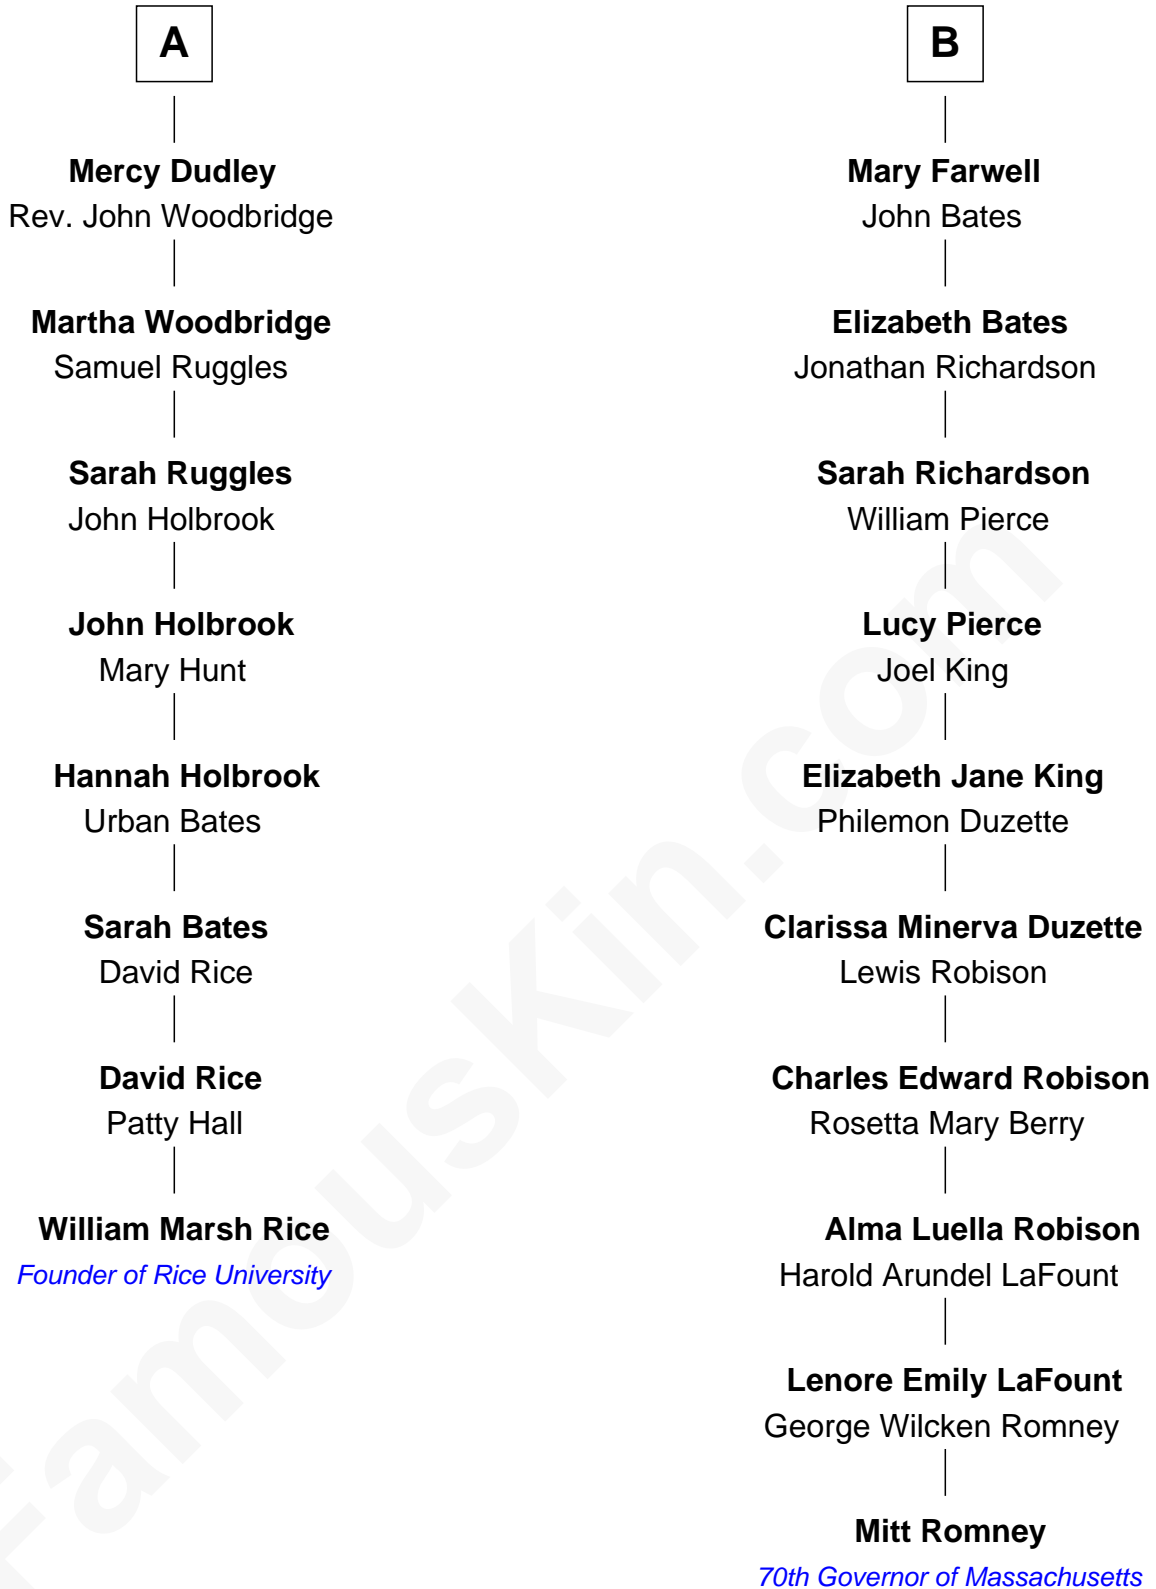 A
Mercy Dudley
Rev. John Woodbridge
Martha Woodbridge
Samuel Ruggles
Sarah Ruggles
John Holbrook
John Holbrook
Mary Hunt
Hannah Holbrook
Urban Bates
Sarah Bates
David Rice
David Rice
Patty Hall
William Marsh Rice
Founder of Rice University
B
Mary Farwell
John Bates
Elizabeth Bates
Jonathan Richardson
Sarah Richardson
William Pierce
Lucy Pierce
Joel King
Elizabeth Jane King
Philemon Duzette
Clarissa Minerva Duzette
Lewis Robison
Charles Edward Robison
Rosetta Mary Berry
Alma Luella Robison
Harold Arundel LaFount
Lenore Emily LaFount
George Wilcken Romney
Mitt Romney
70th Governor of Massachusetts
FamousKin.com